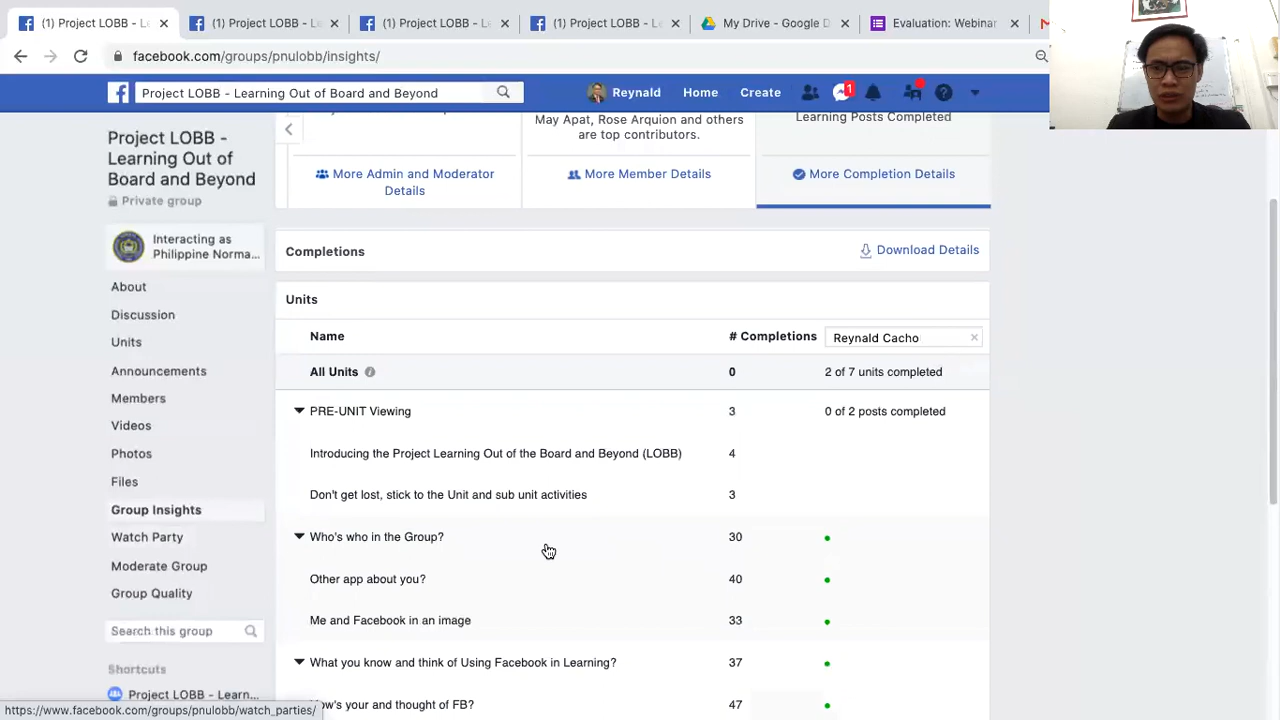 (1) Project LOBB - Le
(1) Project LOBB - Le
(1) Project LOBB - Le
(1) Project LOBB - Le
My Drive - Google D
Evaluation: Webinar
facebook.com/groups/pnulobb/insights/
Project LOBB - Learning Out of Board and Beyond
Reynald
Home
Create
1
Project LOBB -
Learning Out of
Board and Beyond
Private group
Interacting as
Philippine Norma...
About
Discussion
Units
Announcements
Members
Videos
Photos
Files
Group Insights
Watch Party
Moderate Group
Group Quality
Search this group
Shortcuts
Project LOBB - Learn...
https://www.facebook.com/groups/pnulobb/watch_parties/
More Admin and Moderator
Details
May Apat, Rose Arquion and others
are top contributors.
More Member Details
Learning Posts Completed
More Completion Details
Completions
Download Details
Units
Name # Completions Reynald Cacho
All Units 0 2 of 7 units completed
PRE-UNIT Viewing 3 0 of 2 posts completed
Introducing the Project Learning Out of the Board and Beyond (LOBB) 4
Don't get lost, stick to the Unit and sub unit activities 3
Who's who in the Group? 30
Other app about you? 40
Me and Facebook in an image 33
What you know and think of Using Facebook in Learning? 37
your and thought of FB? 47